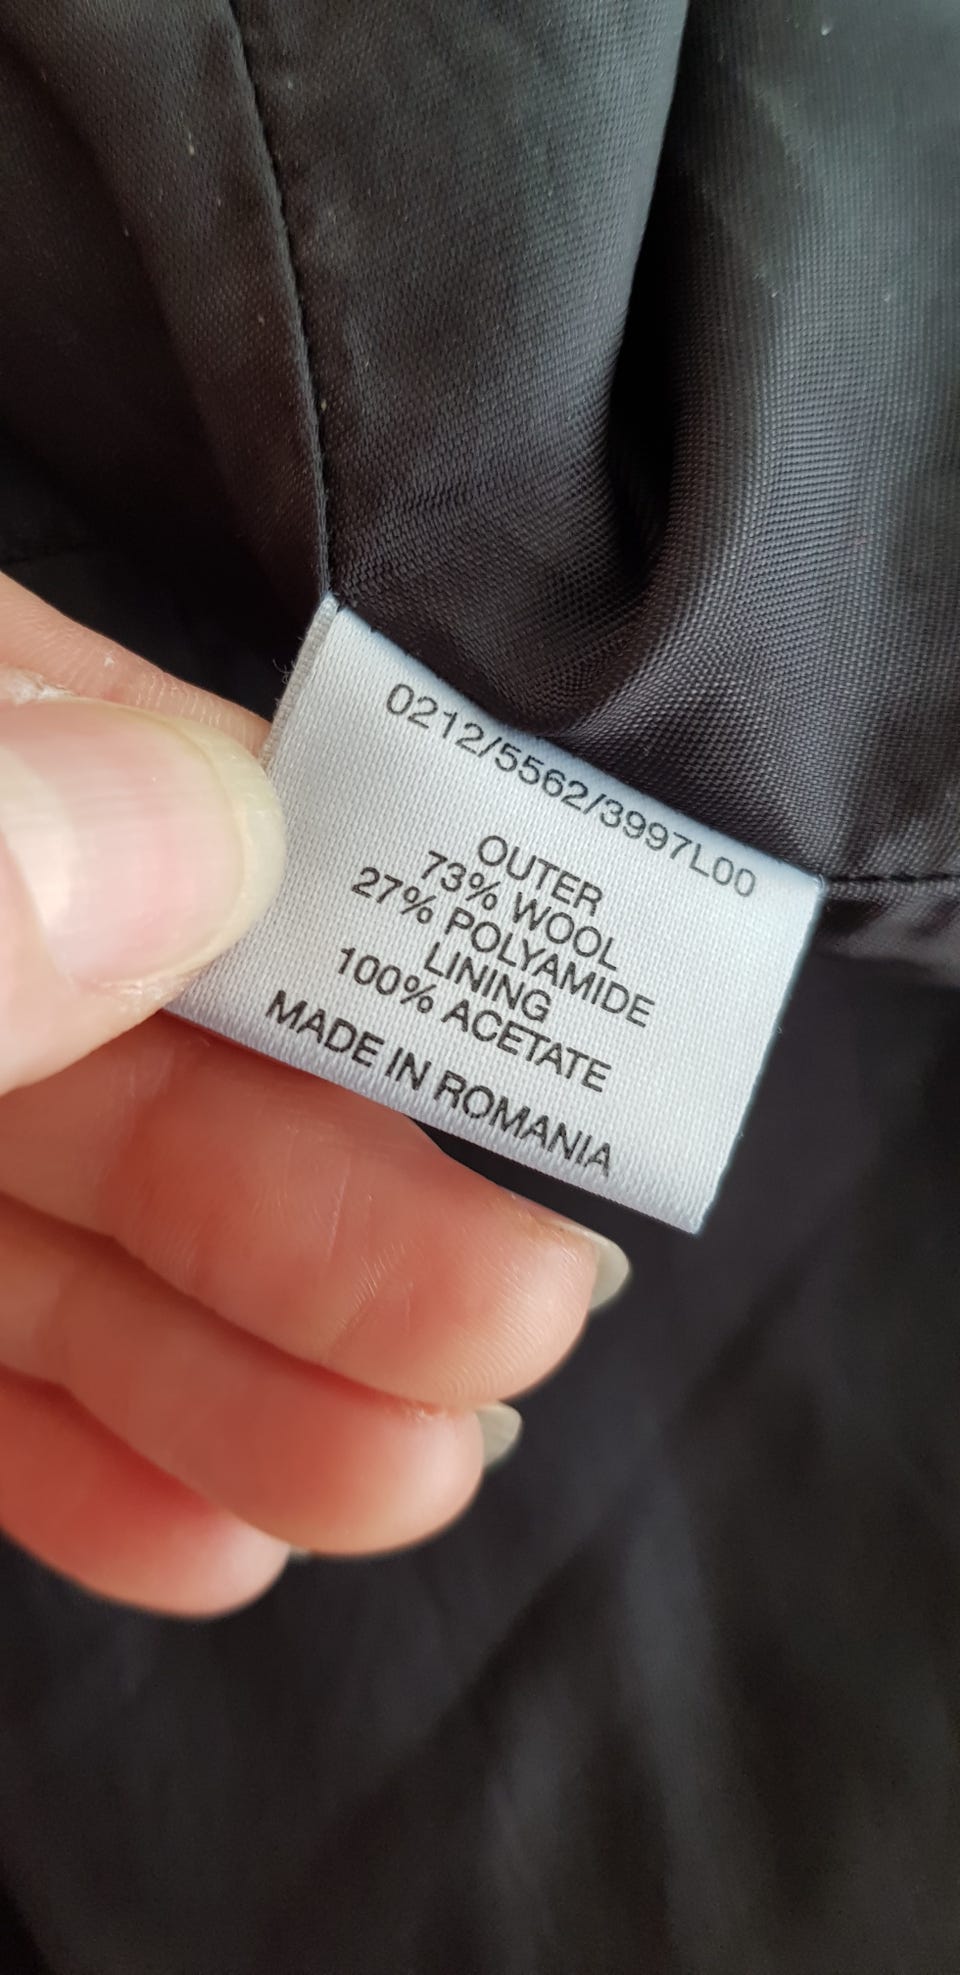 0212/5562/3997L00
OUTER
73% WOOL
27% POLYAMIDE
LINING
100% ACETATE
MADE IN ROMANIA